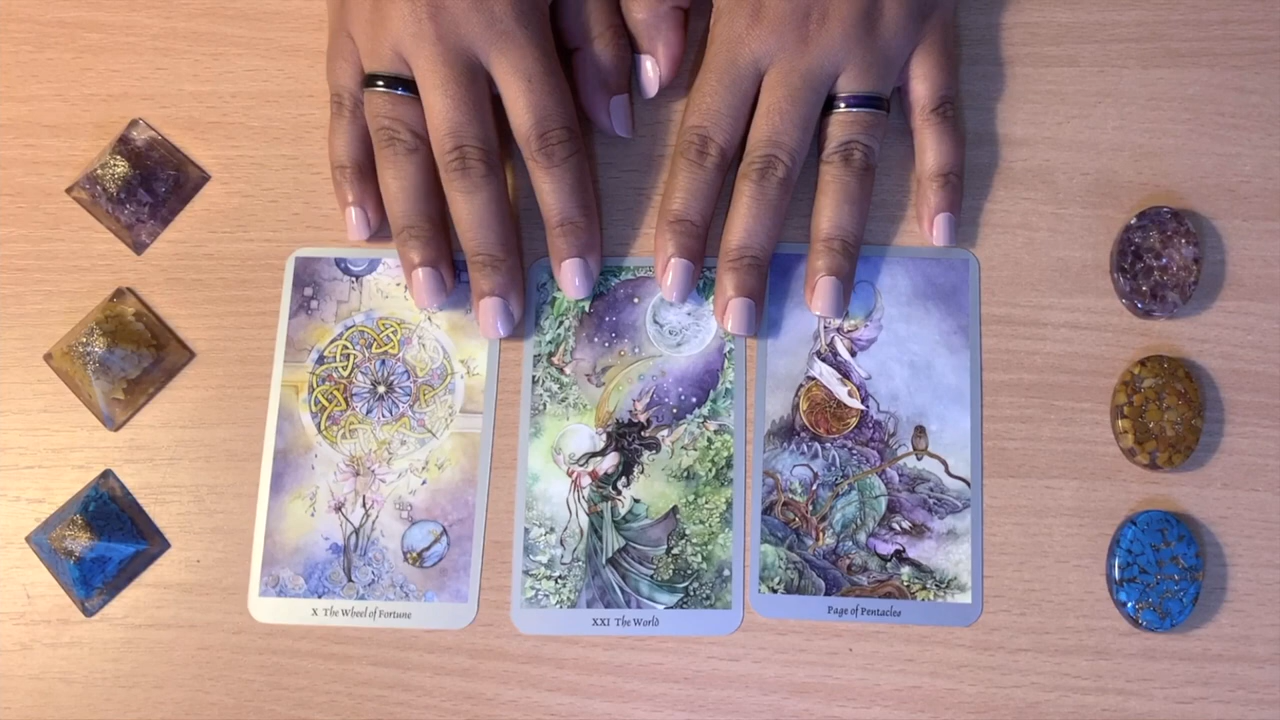 X The Wheel of Fortune
XXI The World
Page of Pentacles